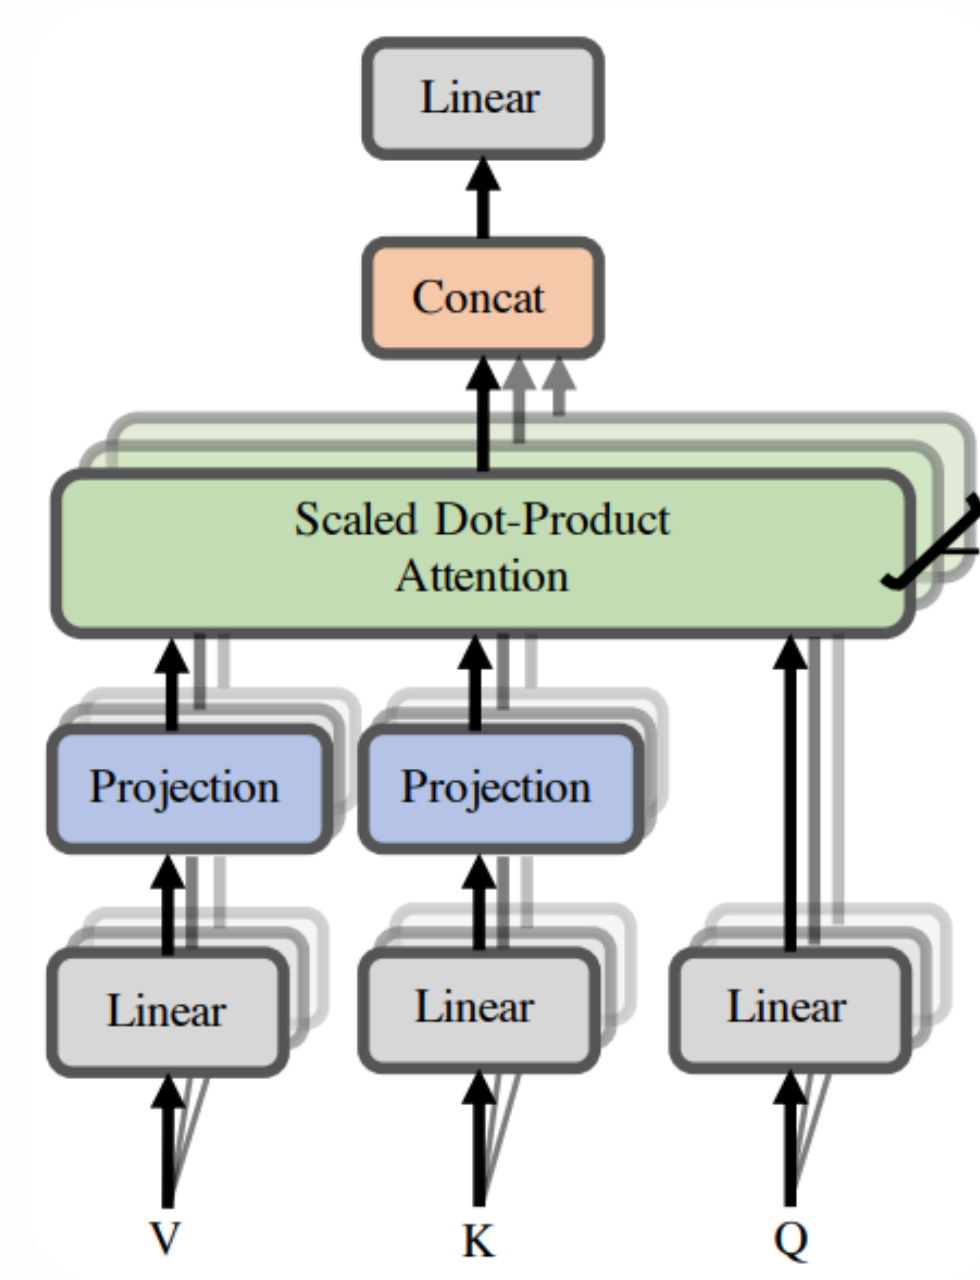 Linear
Concat
Scaled Dot-Product
Attention
Projection Projection
Linear Linear Linear
V K Q